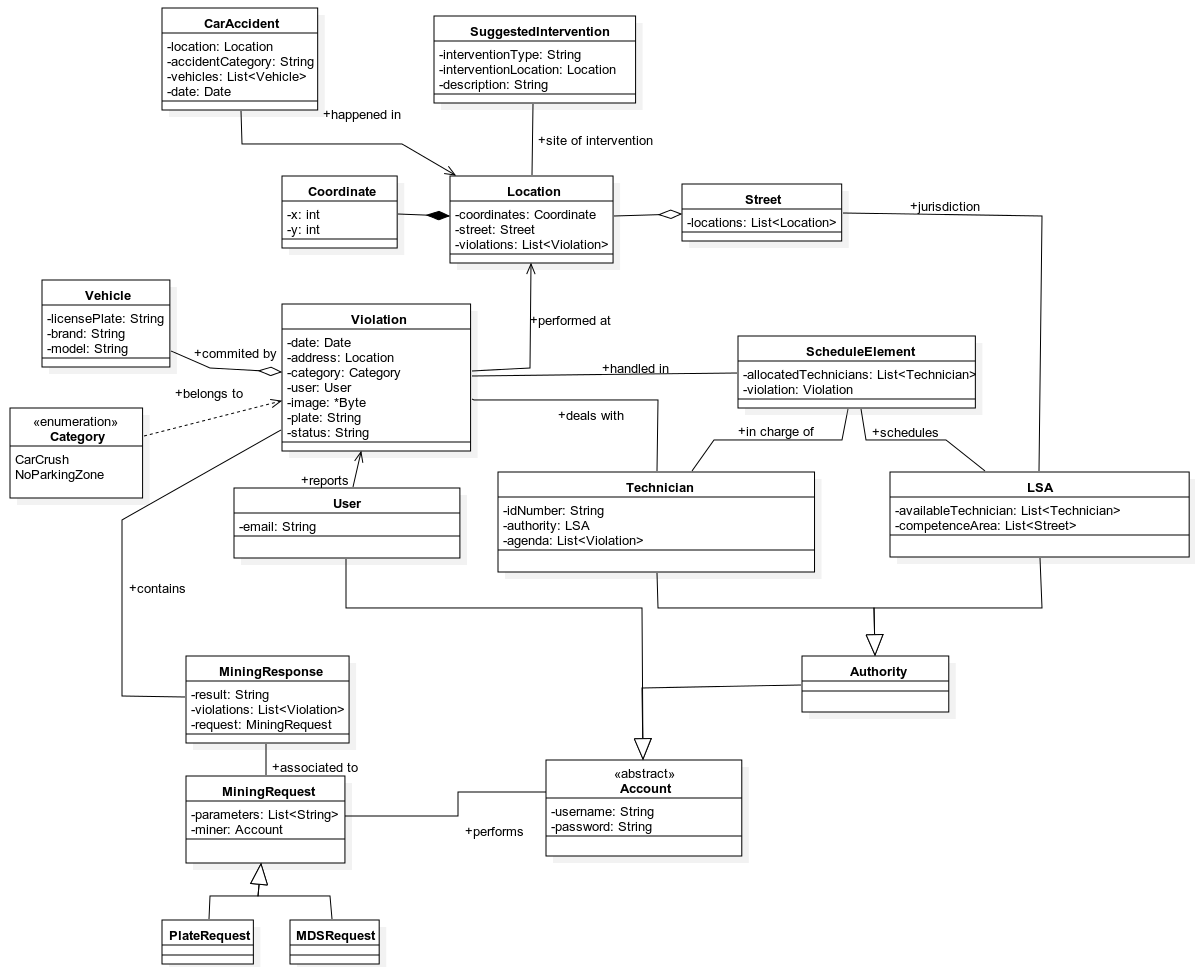 CarAccident
-location: Location
-accidentCategory: String
-vehicles: List<Vehicle>
-date: Date
SuggestedIntervention
-interventionType: String
-interventionLocation: Location
-description: String
+happened in
+site of intervention
Coordinate
-x: int
-y: int
Location
-coordinates: Coordinate
-street: Street
-violations: List<Violation>
Street
-locations: List<Location>
+jurisdiction
Vehicle
-licensePlate: String
-brand: String
-model: String
+commited by
+belongs to
Violation
-date: Date
-address: Location
-category: Category
-user: User
-image: *Byte
-plate: String
-status: String
+performed at
+handled in
+deals with
ScheduleElement
-allocatedTechnicians: List<Technician>
-violation: Violation
+in charge of
+schedules
«enumeration»
Category
CarCrush
NoParkingZone
+reports
User
-email: String
Technician
-idNumber: String
-authority: LSA
-agenda: List<Violation>
LSA
-availableTechnician: List<Technician>
-competenceArea: List<Street>
+contains
MiningResponse
-result: String
-violations: List<Violation>
-request: MiningRequest
Authority
+associated to
MiningRequest
-parameters: List<String>
-miner: Account
+performs
«abstract»
Account
-username: String
-password: String
PlateRequest
MDSRequest